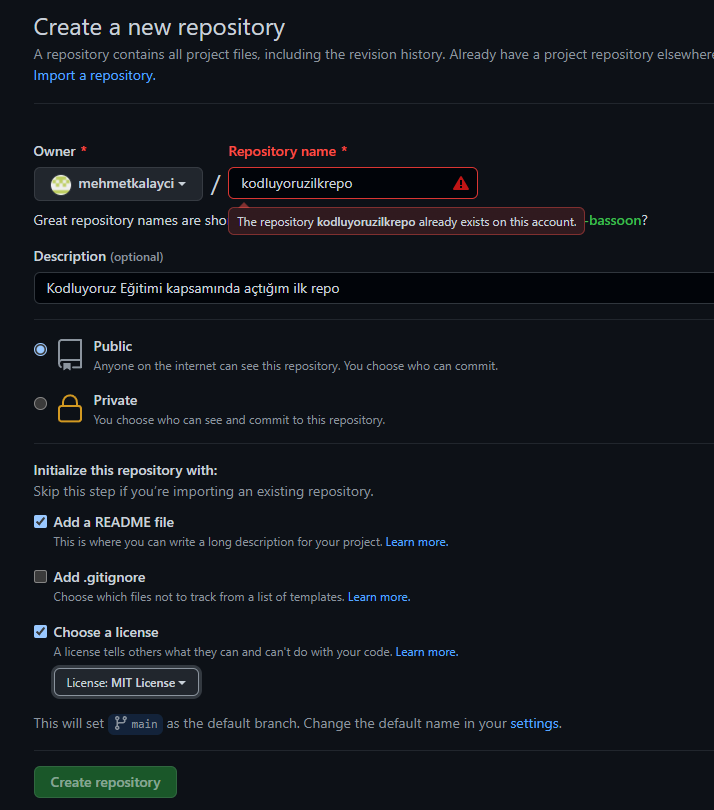 Create a new repository
A repository contains all project files, including the revision history. Already have a project repository elsewhere
Import a repository.
Owner * Repository name *
mehmetkalayci / kodluyoruzilkrepo
Great repository names are sho -bassoon?
The repository kodluyoruzilkrepo already exists on this account.
Description (optional)
Kodluyoruz Eğitimi kapsamında açtığım ilk repo
Public
Anyone on the internet can see this repository. You choose who can commit.
Private
You choose who can see and commit to this repository.
Initialize this repository with:
Skip this step if you're importing an existing repository.
Add a README file
This is where you can write a long description for your project. Learn more.
Add .gitignore
Choose which files not to track from a list of templates. Learn more.
Choose a license
A license tells others what they can and can't do with your code. Learn more.
License: MIT License
This will set main as the default branch. Change the default name in your settings.
Create repository